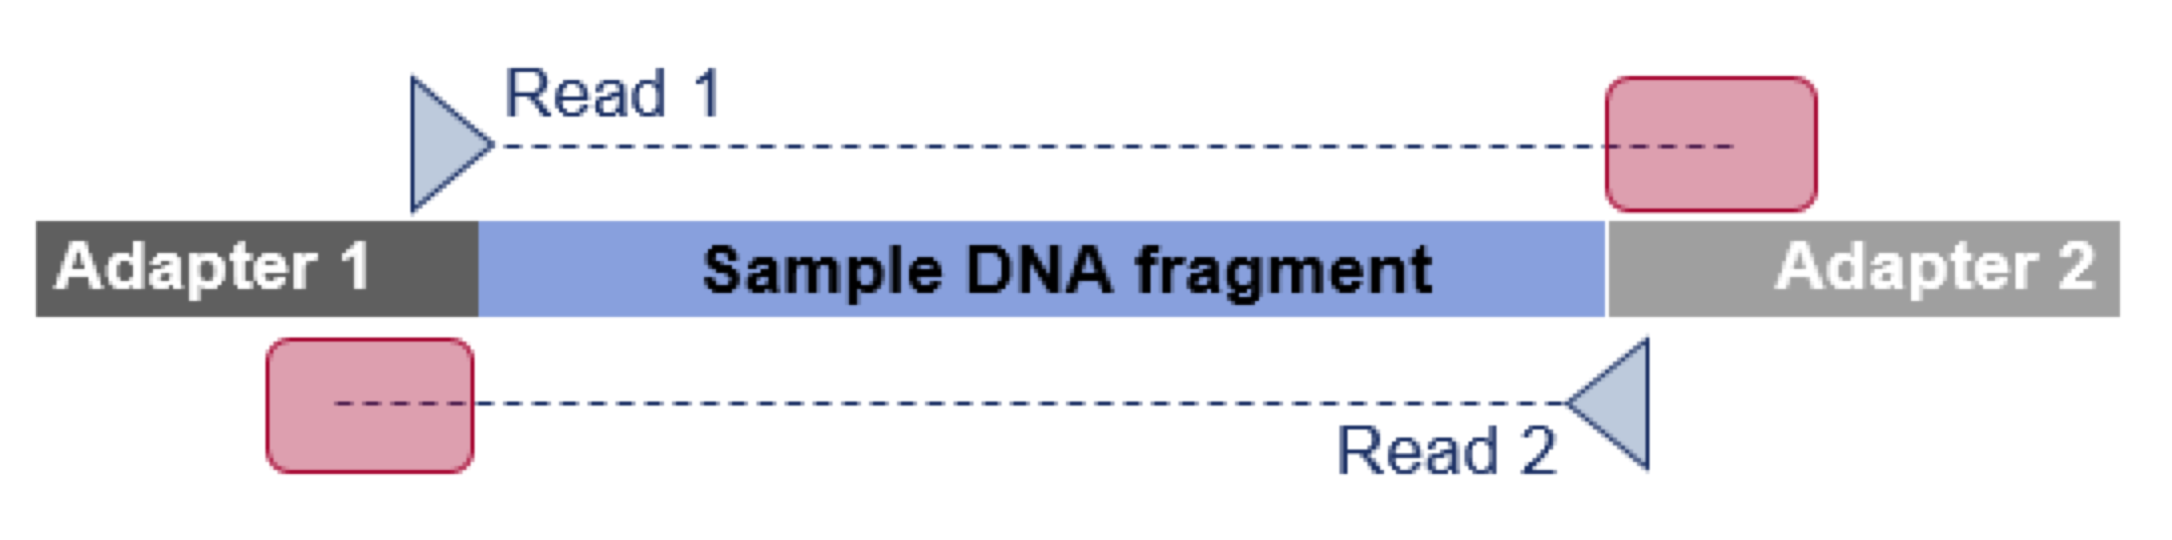 Read 1
Adapter 1 Sample DNA fragment Adapter 2
Read 2